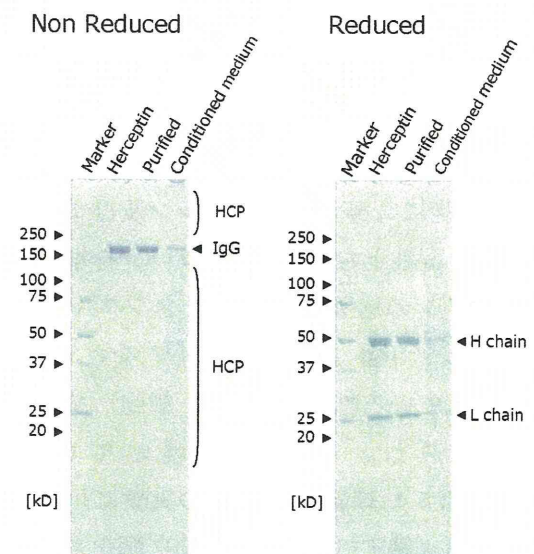 Non Reduced
Marker
Herceptin
Purified
Conditioned medium
250
150
100
75
50
37
25
20
[kD]
HCP
IgG
HCP
Reduced
Marker
Herceptin
Purified
Conditioned medium
250
150
100
75
50
37
25
20
[kD]
H chain
L chain